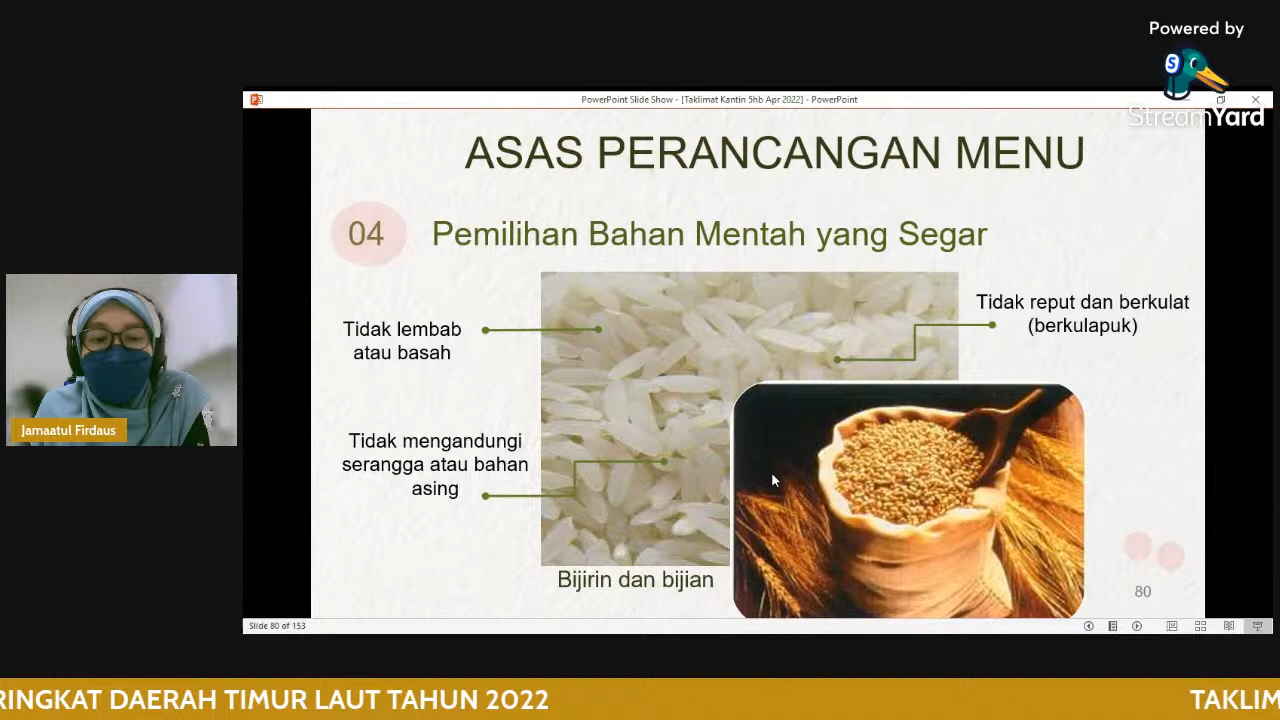 Powered by
StreamYard
PowerPoint Slide Show - [Taklimat Kantin 5hb Apr 2022] - PowerPoint
ASAS PERANCANGAN MENU
04
Pemilihan Bahan Mentah yang Segar
Tidak lembab
atau basah
Tidak reput dan berkulat
(berkulapuk)
Tidak mengandungi
serangga atau bahan
asing
Bijirin dan bijian
80
Slide 80 of 153
Jamaatul Firdaus
RINGKAT DAERAH TIMUR LAUT TAHUN 2022
TAKLIM